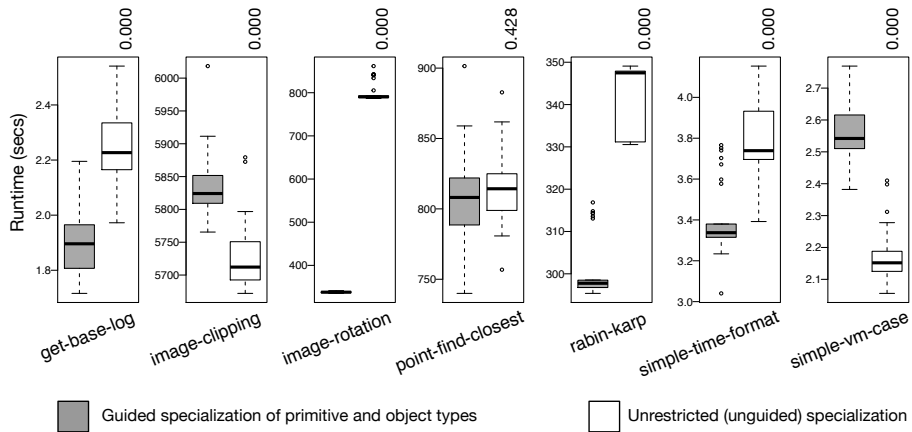 0.000 0.000 0.000 0.428 0.000 0.000 0.000
Runtime (secs)
1.8 1.9 2.2 2.4
5700 5750 5800 5850 5900 6000
400 500 600 700 800
750 800 850 900
300 310 320 330 340 350
3.0 3.2 3.4 3.6 3.8 4.0
2.1 2.2 2.3 2.5 2.6 2.7
get-base-log image-clipping image-rotation point-find-closest rabin-karp simple-time-format simple-vm-case
Guided specialization of primitive and object types
Unrestricted (unguided) specialization